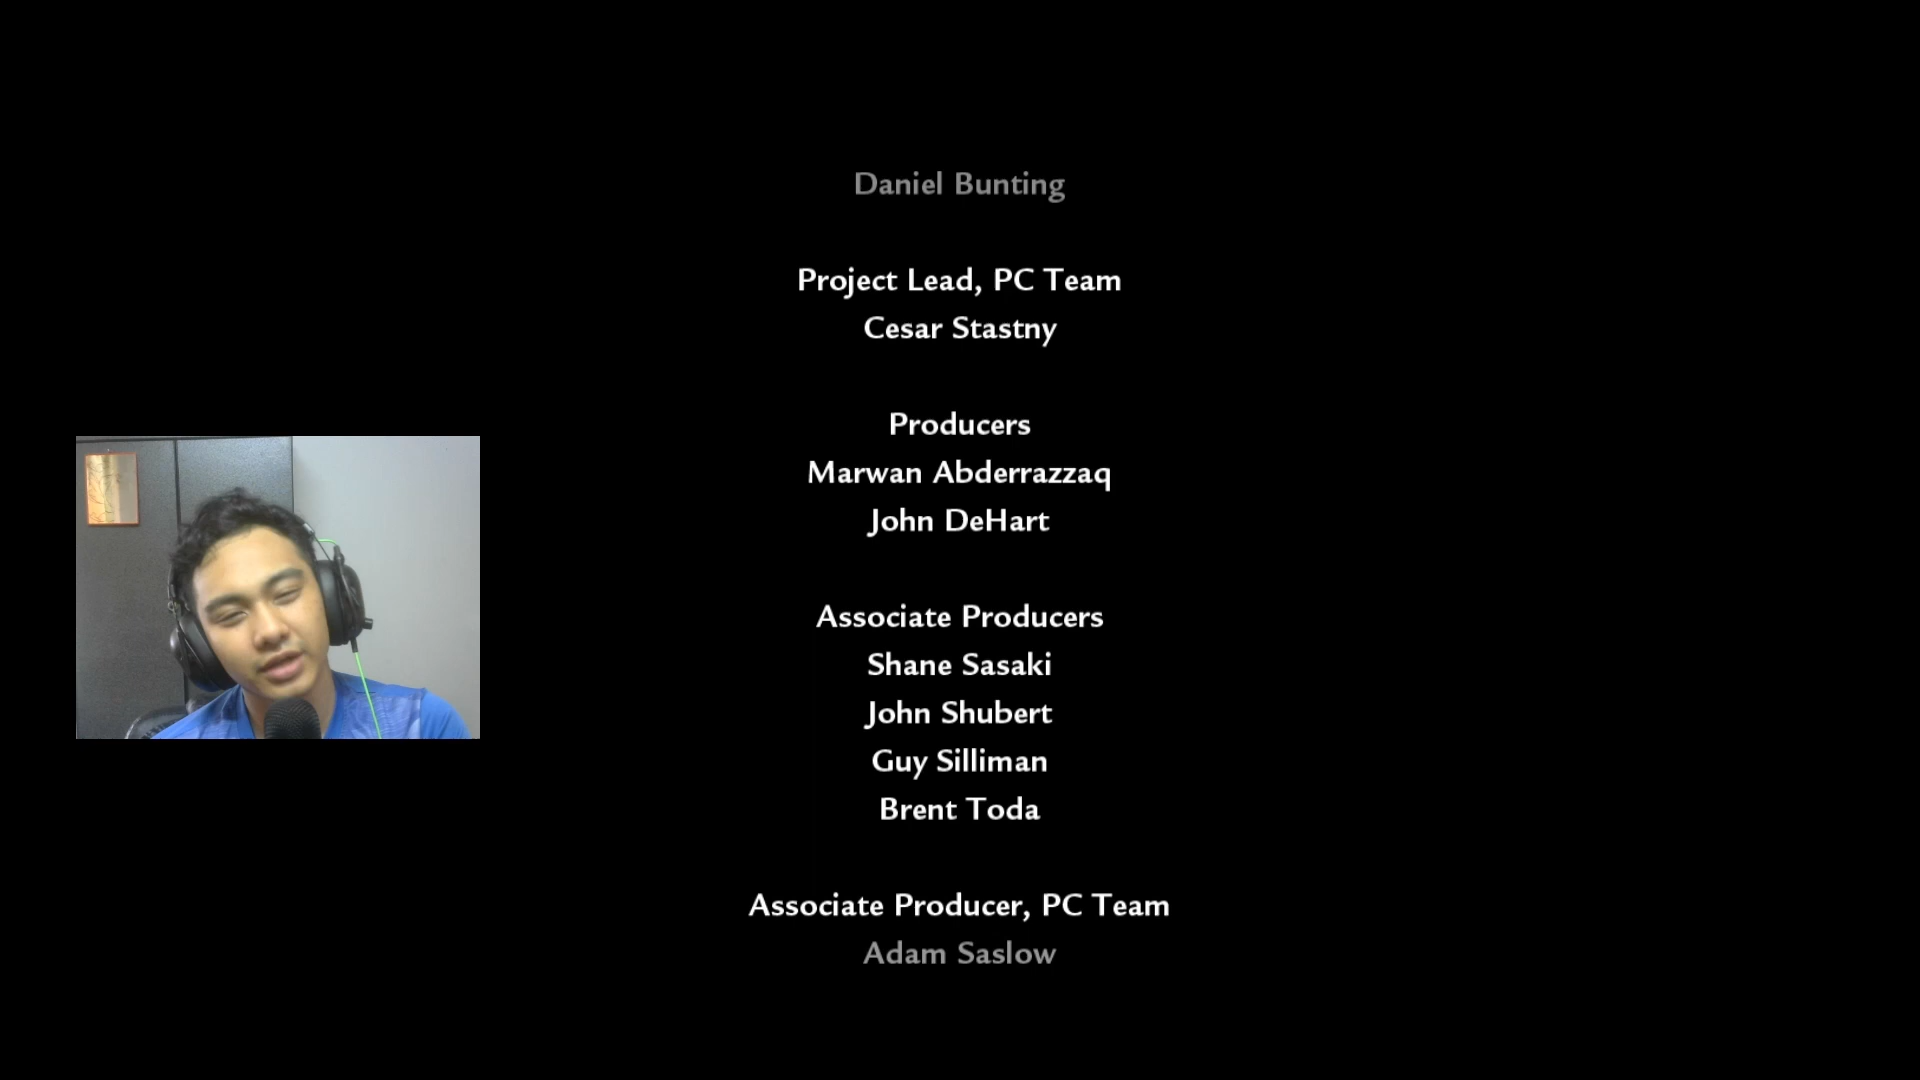 Daniel Bunting
Project Lead, PC Team
Cesar Stastny
Producers
Marwan Abderrazzaq
John DeHart
Associate Producers
Shane Sasaki
John Shubert
Guy Silliman
Brent Toda
Associate Producer, PC Team
Adam Saslow